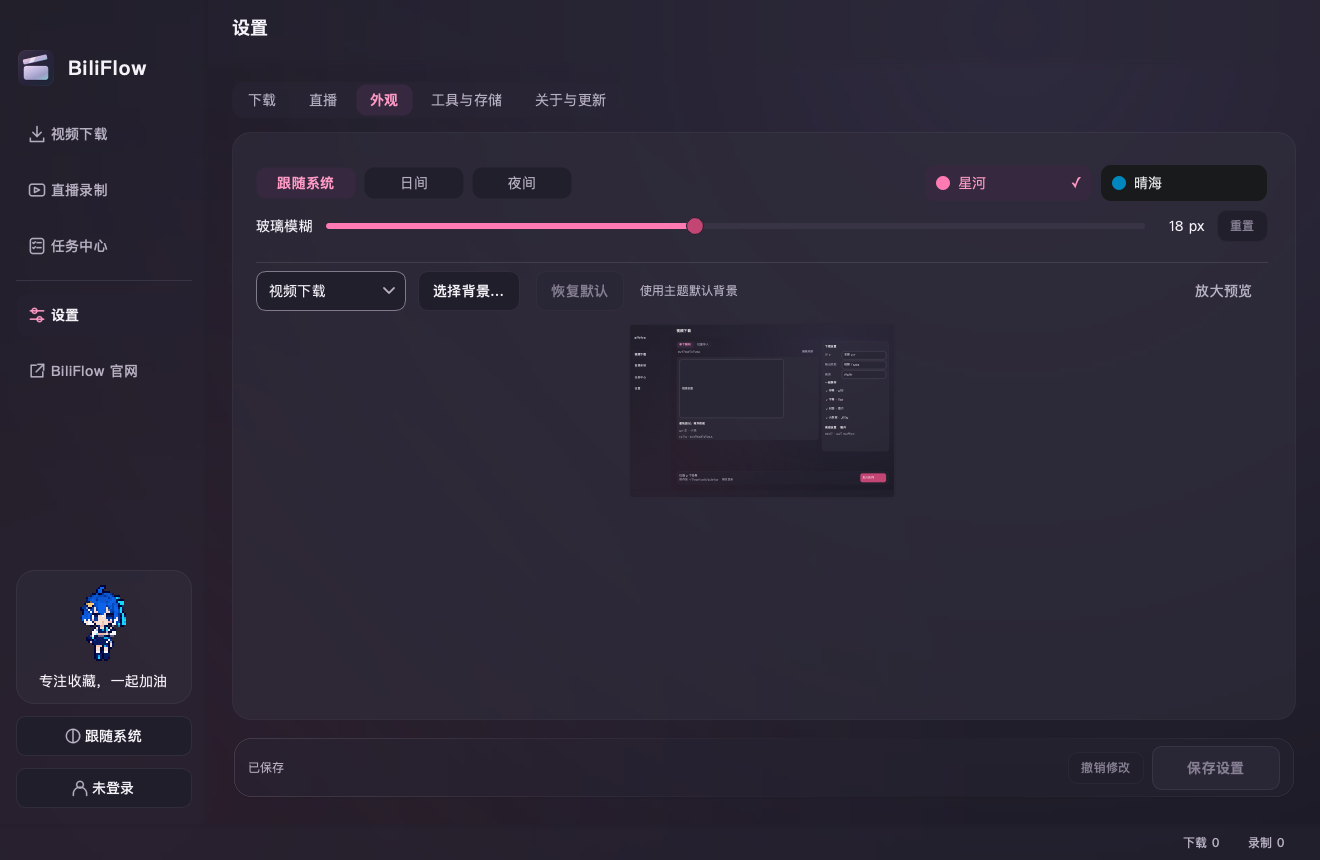 设置
BiliFlow
下载 直播 外观 工具与存储 关于与更新
视频下载
直播录制
任务中心
设置
BiliFlow 官网
跟随系统 日间 夜间 星河 ✓ 晴海
玻璃模糊 18 px 重置
视频下载 选择背景... 恢复默认 使用主题默认背景 放大预览
专注收藏，一起加油
跟随系统
未登录
已保存 撤销修改 保存设置
下载 0 录制 0